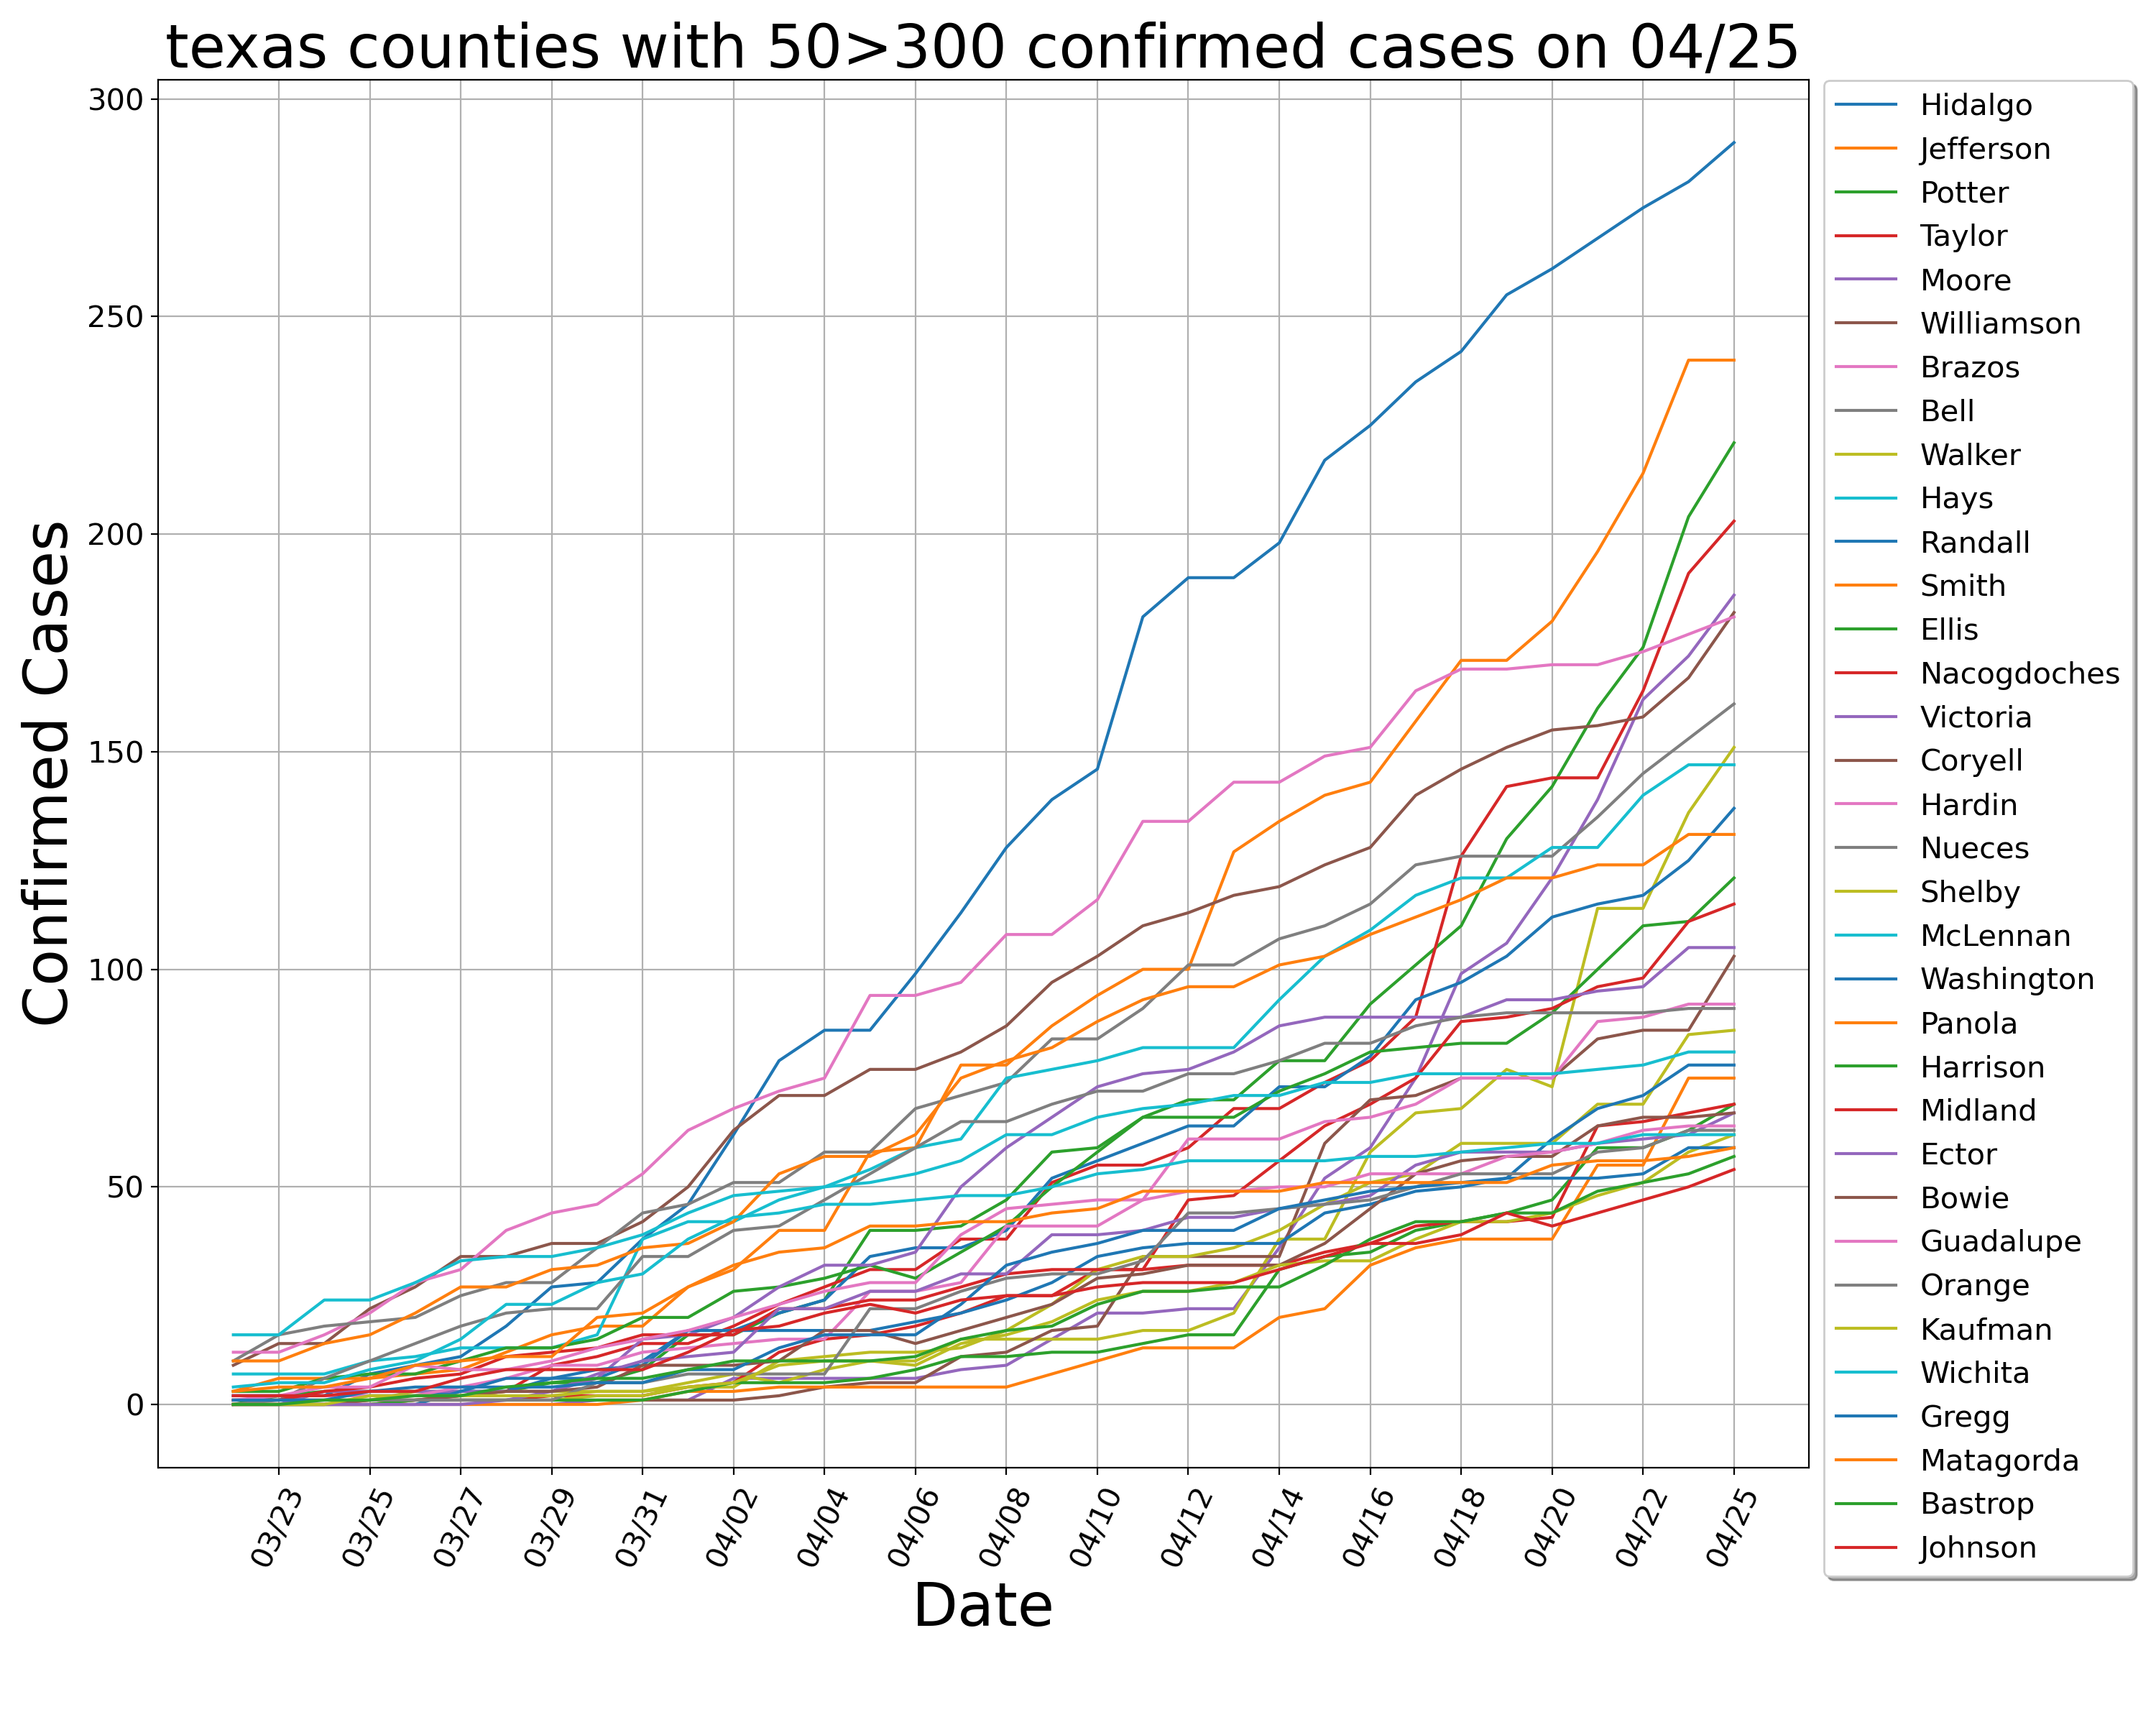 texas counties with 50>300 confirmed cases on 04/25
300
250
200
150
100
50
0
Confirmed Cases
03/23
03/25
03/27
03/29
03/31
04/02
04/04
04/06
04/08
04/10
04/12
04/14
04/16
04/18
04/20
04/22
04/25
Date
Hidalgo
Jefferson
Potter
Taylor
Moore
Williamson
Brazos
Bell
Walker
Hays
Randall
Smith
Ellis
Nacogdoches
Victoria
Coryell
Hardin
Nueces
Shelby
McLennan
Washington
Panola
Harrison
Midland
Ector
Bowie
Guadalupe
Orange
Kaufman
Wichita
Gregg
Matagorda
Bastrop
Johnson